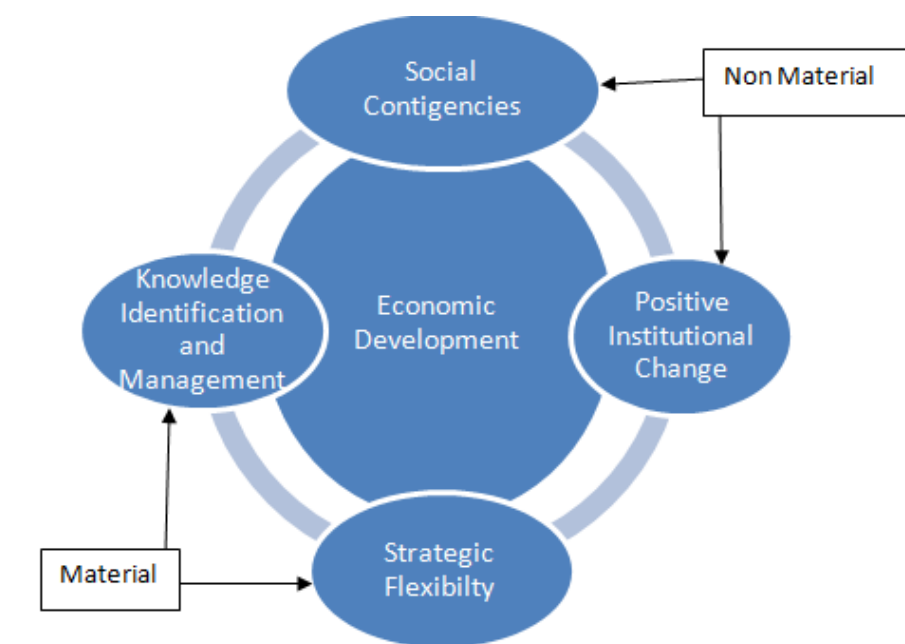 Social
Contigencies
Non Material
Knowledge
Identification
and
Management
Economic
Development
Positive
Institutional
Change
Strategic
Flexibilty
Material